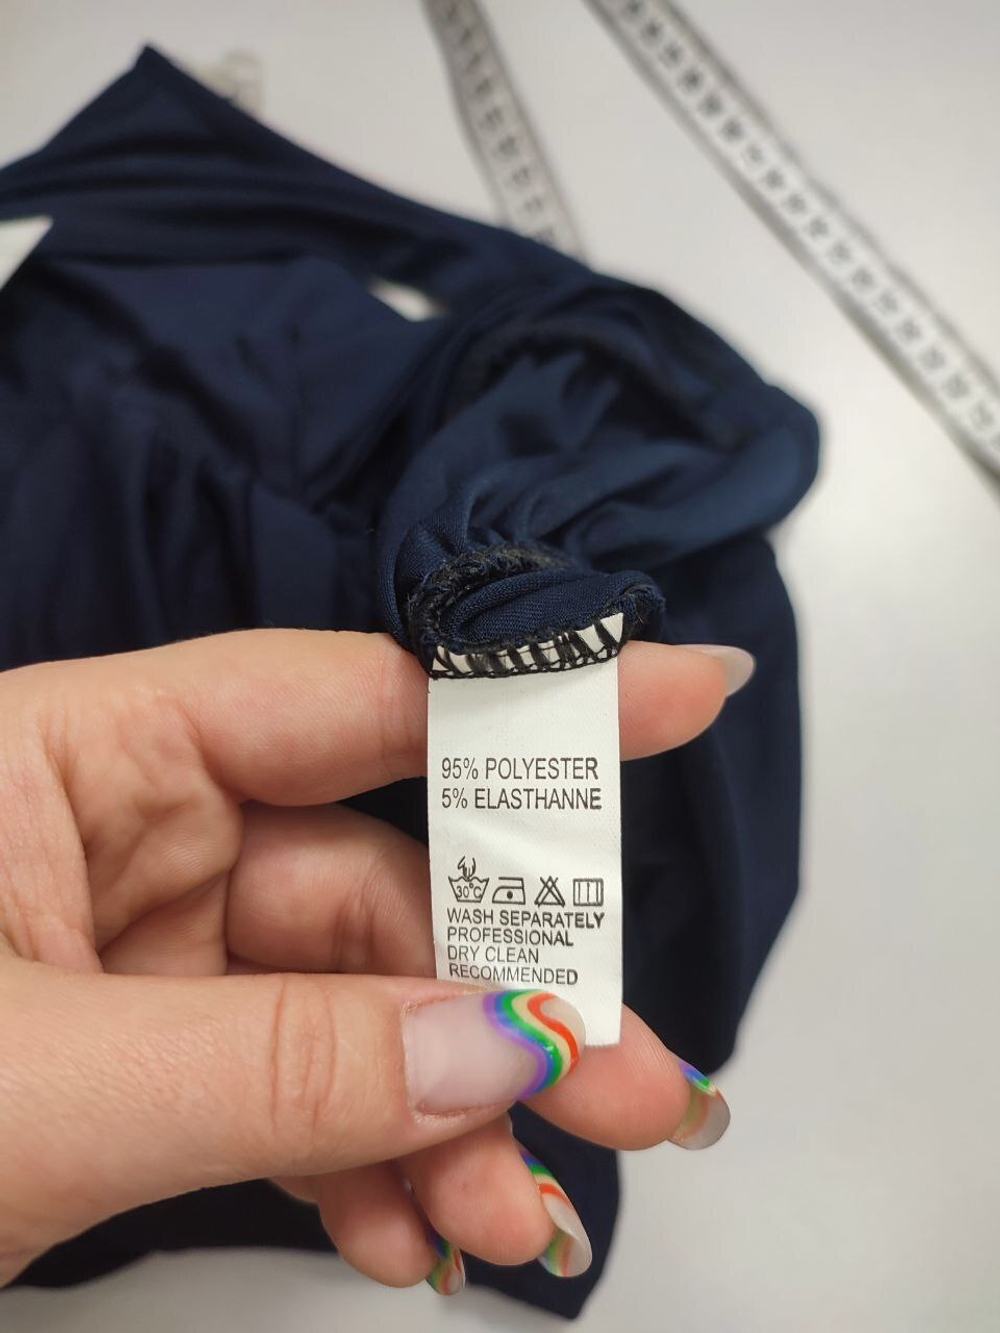 95% POLYESTER
5% ELASTHANNE
30°C
WASH SEPARATELY
PROFESSIONAL
DRY CLEAN
RECOMMENDED